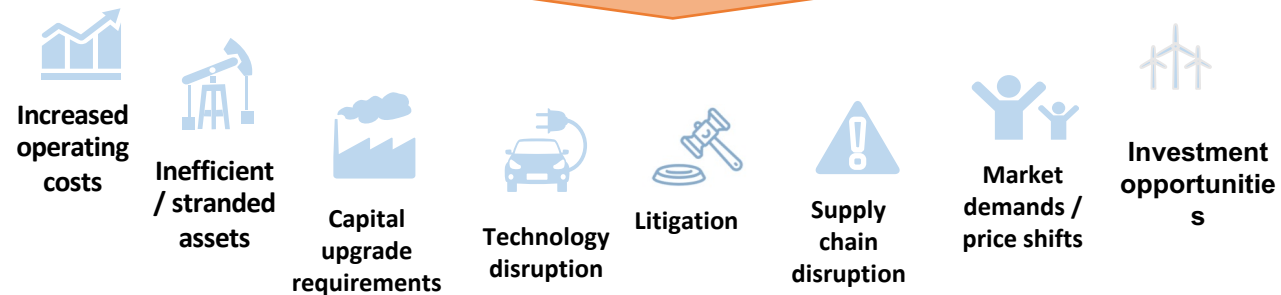 Increased
operating
costs
Inefficient
/ stranded
assets
Capital
upgrade
requirements
Technology
disruption
Litigation
Supply
chain
disruption
Market
demands /
price shifts
Investment
opportunitie
s